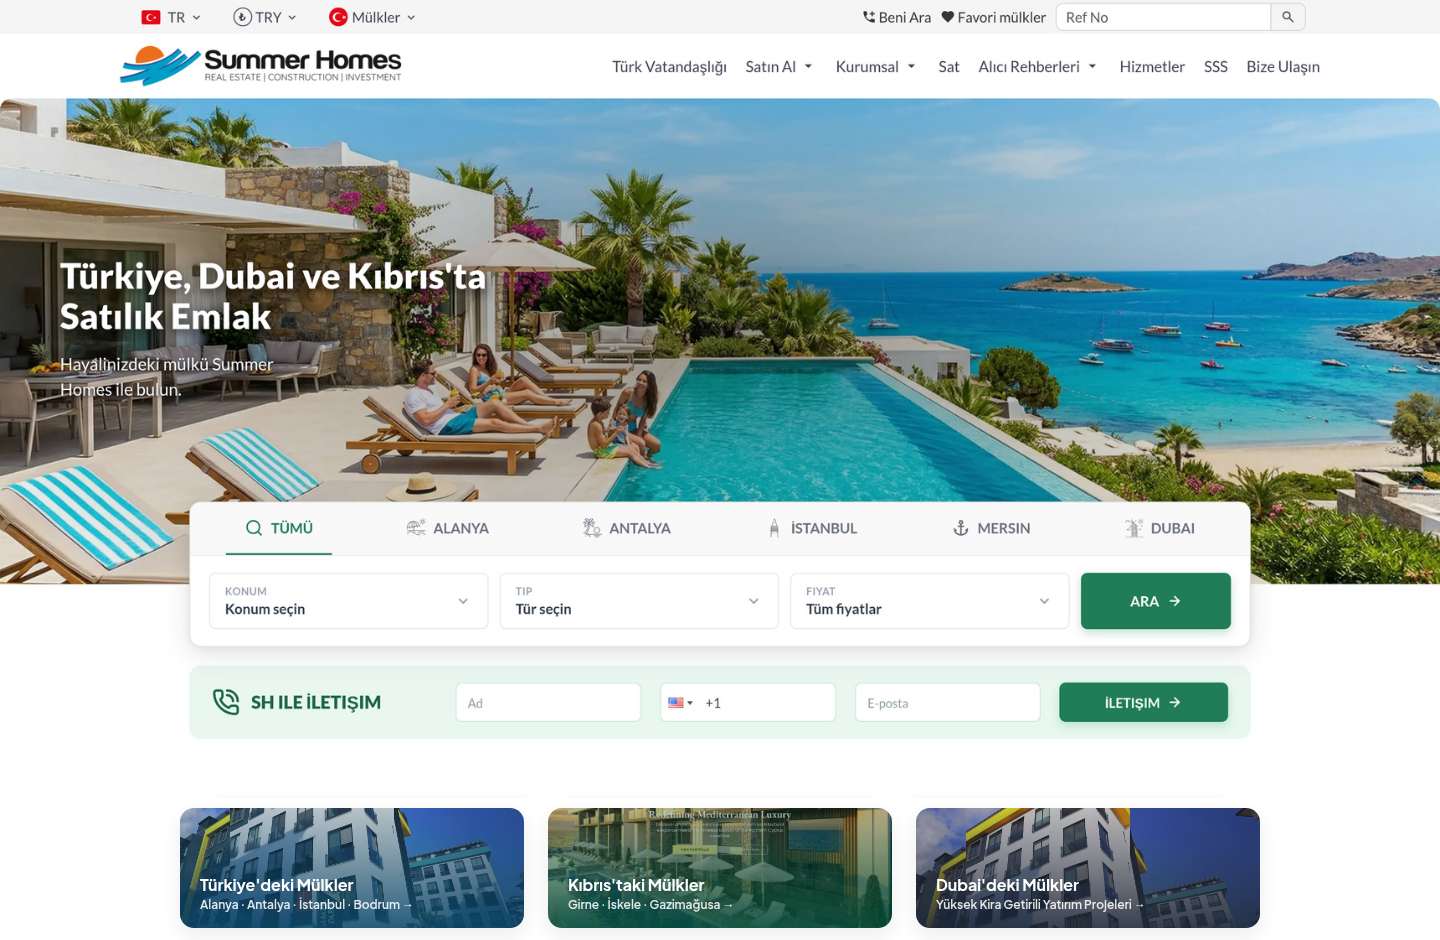 TR
TRY
Mülkler
Beni Ara
Favori mülkler
Ref No
Summer Homes
REAL ESTATE | CONSTRUCTION | INVESTMENT
Türk Vatandaşlığı
Satın Al
Kurumsal
Sat
Alıcı Rehberleri
Hizmetler
SSS
Bize Ulaşın
Türkiye, Dubai ve Kıbrıs'ta
Satılık Emlak
Hayalinizdeki mülkü Summer
Homes ile bulun.
TÜMÜ
ALANYA
ANTALYA
İSTANBUL
MERSIN
DUBAI
KONUM
Konum seçin
TIP
Tür seçin
FIYAT
Tüm fiyatlar
ARA →
SH ILE İLETIŞIM
Ad
+1
E-posta
İLETIŞIM →
Türkiye'deki Mülkler
Alanya · Antalya · İstanbul · Bodrum →
Redefining Mediterranean Luxury
Kıbrıs'taki Mülkler
Girne · İskele · Gazimağusa →
Dubai'deki Mülkler
Yüksek Kira Getirili Yatırım Projeleri →